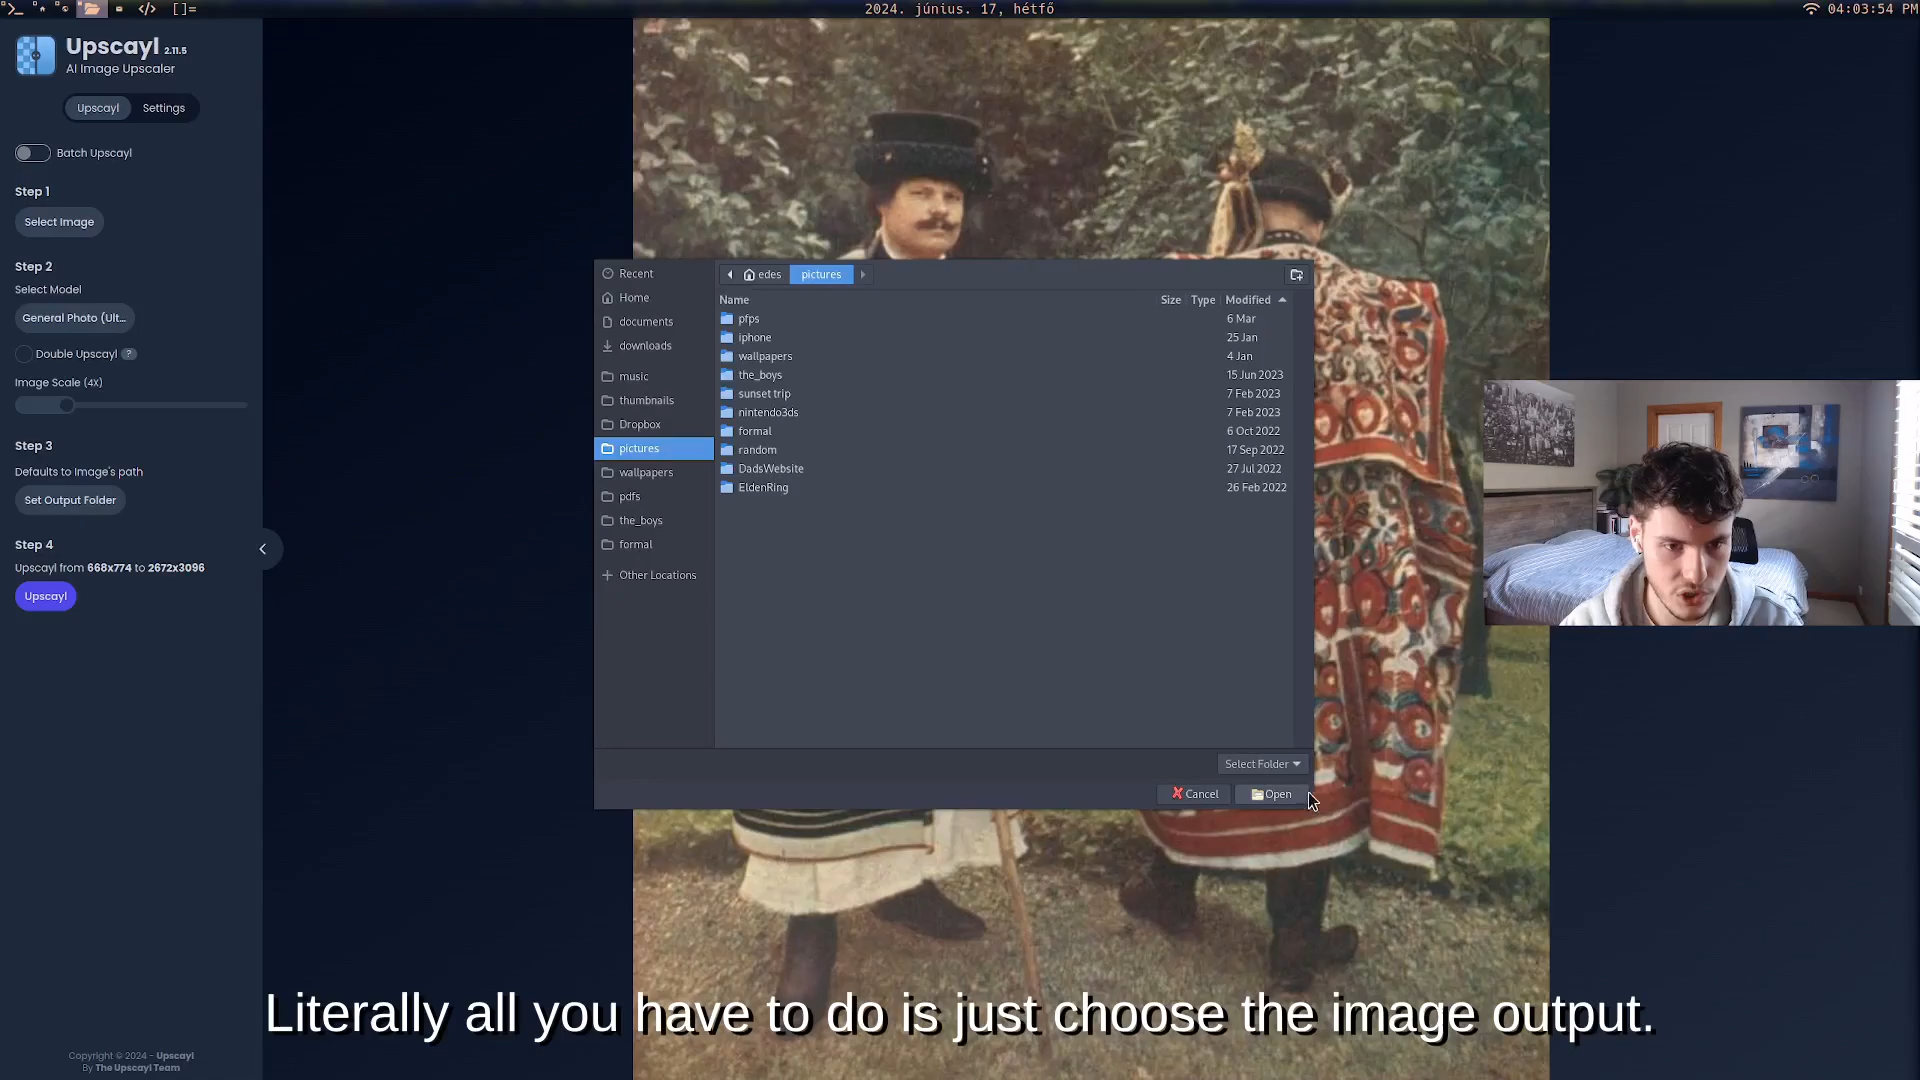 2024. június. 17, hétfő
04:03:54 PM
</>
[]=
Upscayl 2.11.5
AI Image Upscaler
Upscayl Settings
Batch Upscayl
Step 1
Select Image
Step 2
Select Model
General Photo (Ult...
Double Upscayl ?
Image Scale (4X)
Step 3
Defaults to Image's path
Set Output Folder
Step 4
Upscayl from 668x774 to 2672x3096
Upscayl
Copyright © 2024 - Upscayl
By The Upscayl Team
Recent
Home
documents
downloads
music
thumbnails
Dropbox
pictures
wallpapers
pdfs
the_boys
formal
Other Locations
edes pictures
Name Size Type Modified
pfps 6 Mar
iphone 25 Jan
wallpapers 4 Jan
the_boys 15 Jun 2023
sunset trip 7 Feb 2023
nintendo3ds 7 Feb 2023
formal 6 Oct 2022
random 17 Sep 2022
DadsWebsite 27 Jul 2022
EldenRing 26 Feb 2022
Select Folder
Cancel Open
Literally all you have to do is just choose the image output.